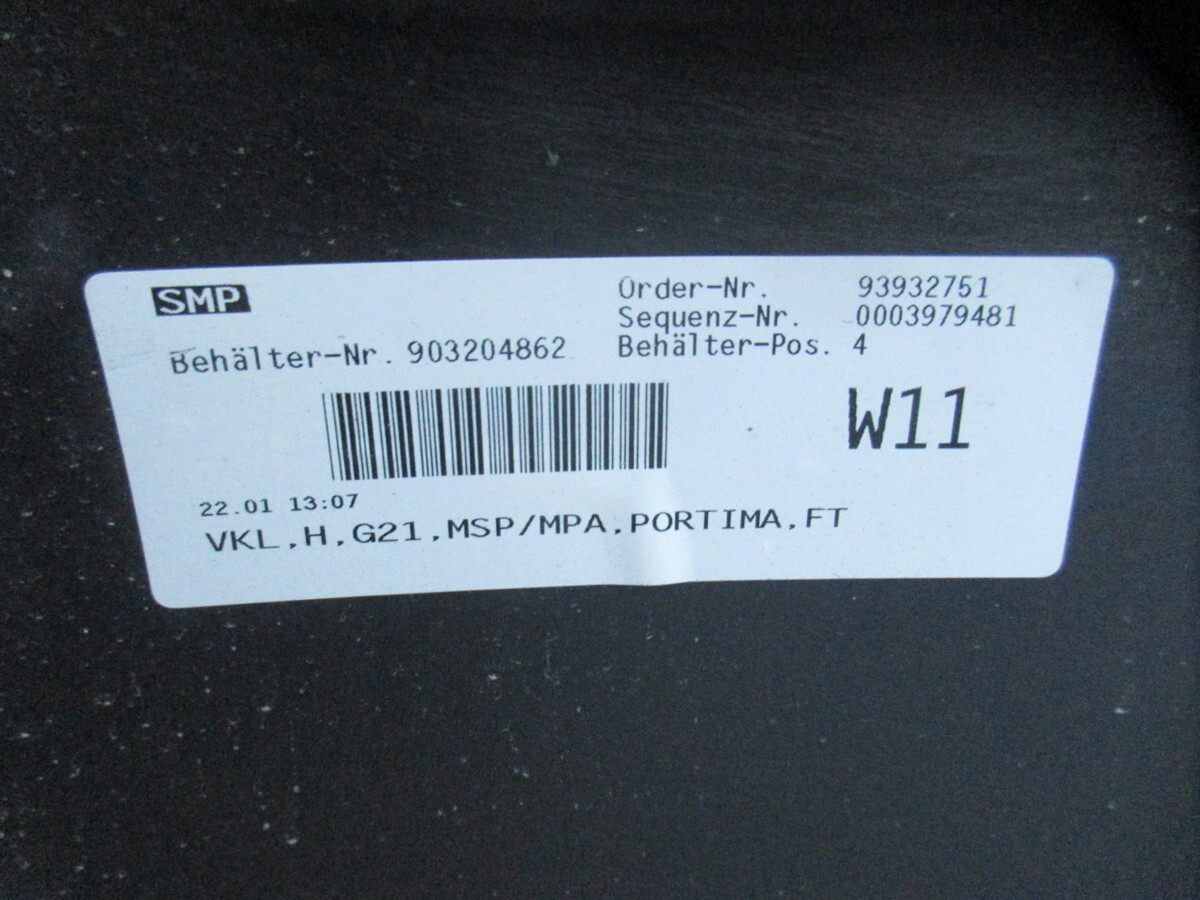 SMP
Order-Nr. 93932751
Sequenz-Nr. 0003979481
Behälter-Nr. 903204862
Behälter-Pos. 4
W11
22.01 13:07
VKL,H,G21,MSP/MPA,PORTIMA,FT